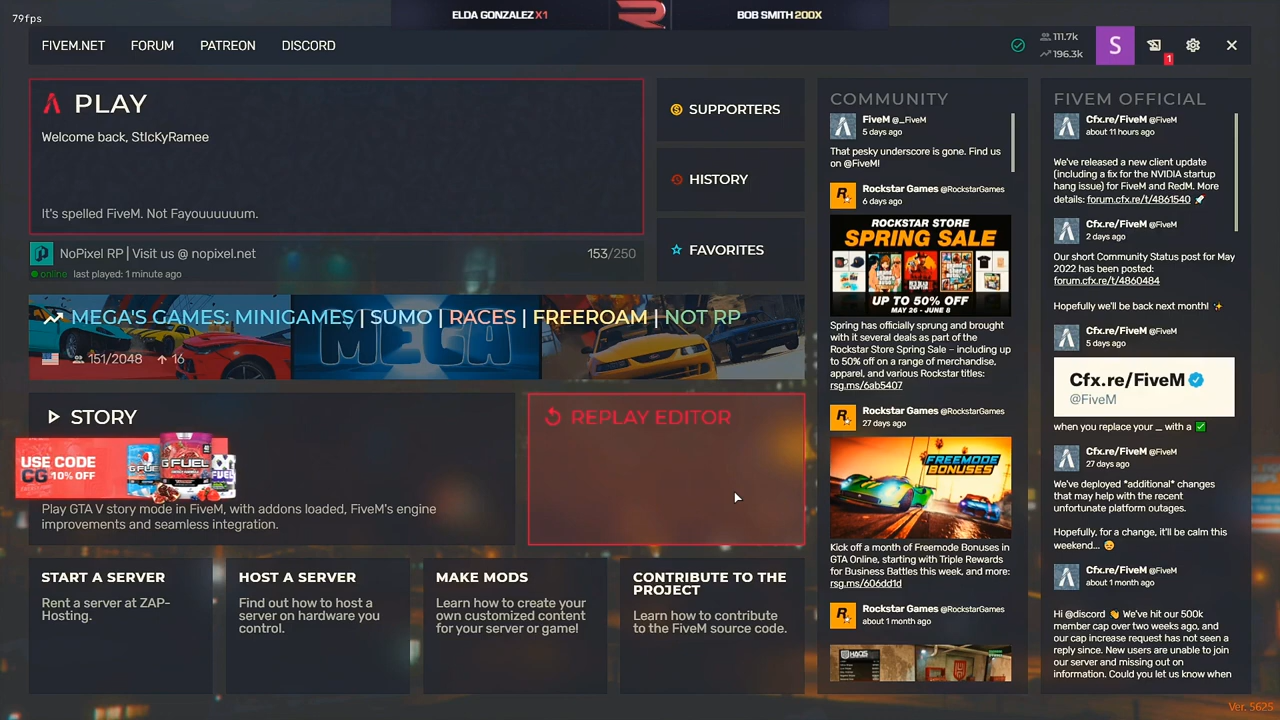 79fps
ELDA GONZALEZ X1
BOB SMITH 200X
FIVEM.NET
FORUM
PATREON
DISCORD
111.7k
196.3k
S
1
PLAY
Welcome back, StIcKyRamee
It's spelled FiveM. Not Fayouuuuuum.
SUPPORTERS
HISTORY
FAVORITES
NoPixel RP | Visit us @ nopixel.net
153/250
online last played: 1 minute ago
MEGA'S GAMES: MINIGAMES | SUMO | RACES | FREEROAM | NOT RP
MEGA
151/2048
16
STORY
USE CODE
CG 10% OFF
G FUEL
Play GTA V story mode in FiveM, with addons loaded, FiveM's engine
improvements and seamless integration.
REPLAY EDITOR
START A SERVER
Rent a server at ZAP-
Hosting.
HOST A SERVER
Find out how to host a
server on hardware you
control.
MAKE MODS
Learn how to create your
own customized content
for your server or game!
CONTRIBUTE TO THE
PROJECT
Learn how to contribute
to the FiveM source code.
COMMUNITY
FiveM @_FiveM
5 days ago
That pesky underscore is gone. Find us
on @FiveM!
Rockstar Games @RockstarGames
6 days ago
ROCKSTAR STORE
SPRING SALE
UP TO 50% OFF
MAY 26 - JUNE 8
Spring has officially sprung and brought
with it several deals as part of the
Rockstar Store Spring Sale – including up
to 50% off on a range of merchandise,
apparel, and various Rockstar titles:
rsg.ms/6ab5407
Rockstar Games @RockstarGames
27 days ago
FREEMODE
BONUSES
Kick off a month of Freemode Bonuses in
GTA Online, starting with Triple Rewards
for Business Battles this week, and more:
rsg.ms/606dd1d
Rockstar Games @RockstarGames
about 1 month ago
FIVEM OFFICIAL
Cfx.re/FiveM @FiveM
about 11 hours ago
We've released a new client update
(including a fix for the NVIDIA startup
hang issue) for FiveM and RedM. More
details: forum.cfx.re/t/4861540 🚀
Cfx.re/FiveM @FiveM
2 days ago
Our short Community Status post for May
2022 has been posted:
forum.cfx.re/t/4860484
Hopefully we'll be back next month! ✨
Cfx.re/FiveM @FiveM
5 days ago
Cfx.re/FiveM
@FiveM
when you replace your _ with a ✅
Cfx.re/FiveM @FiveM
27 days ago
We've deployed *additional* changes
that may help with the recent
unfortunate platform outages.
Hopefully, for a change, it'll be calm this
weekend... 😔
Cfx.re/FiveM @FiveM
about 1 month ago
Hi @discord 👋 We've hit our 500k
member cap over two weeks ago, and
our cap increase request has not seen a
reply since. New users are unable to join
our server and missing out on
information. Could you let us know when
Ver. 5625